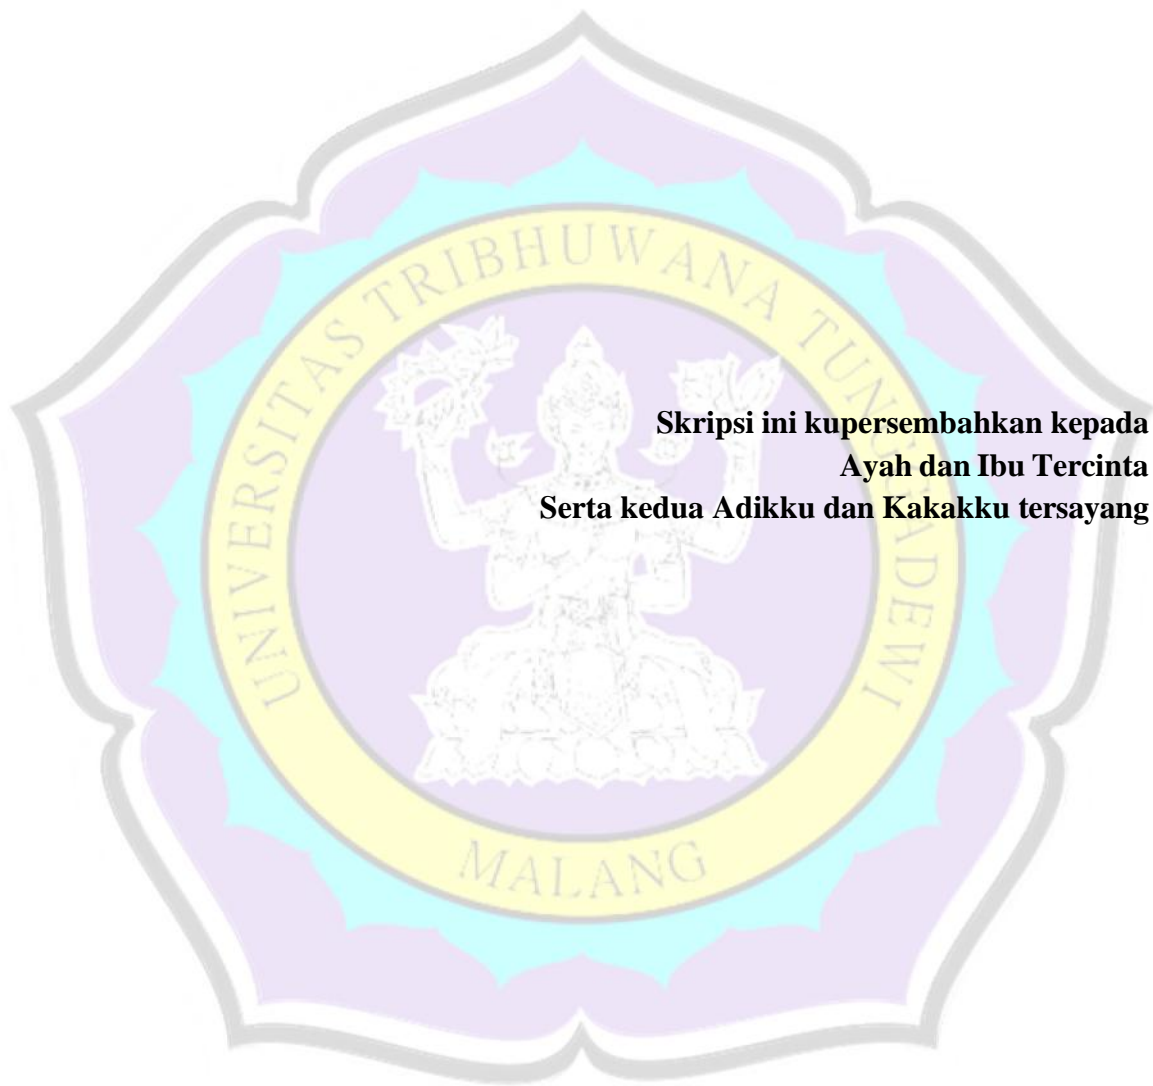 UNIVERSITAS TRIBHUWANA TUNGGADEWI
Skripsi ini kupersembahkan kepada
Ayah dan Ibu Tercinta
Serta kedua Adikku dan Kakakku tersayang
MALANG